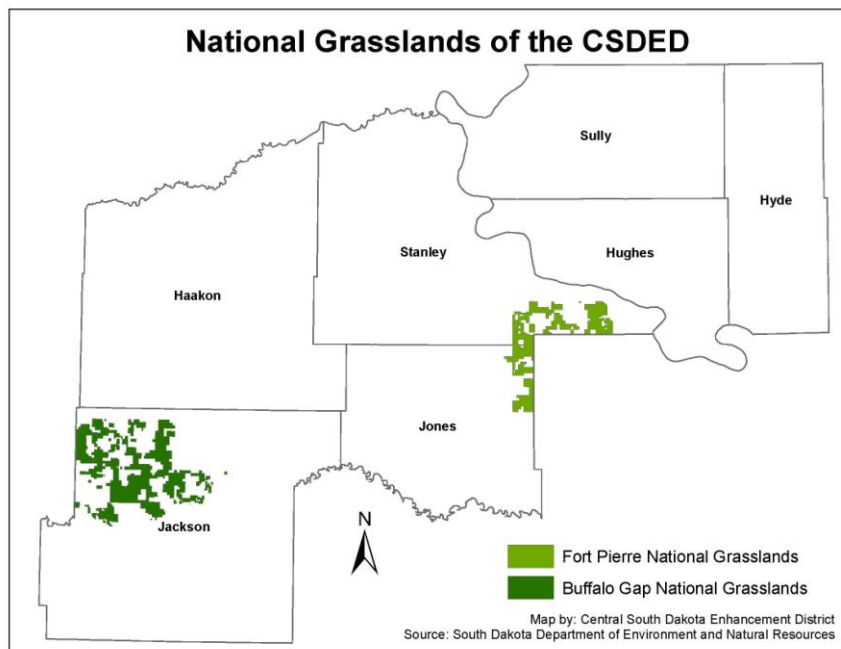 National Grasslands of the CSDED
Sully
Hyde
Stanley
Hughes
Haakon
Jones
Jackson
N
Fort Pierre National Grasslands
Buffalo Gap National Grasslands
Map by: Central South Dakota Enhancement District
Source: South Dakota Department of Environment and Natural Resources